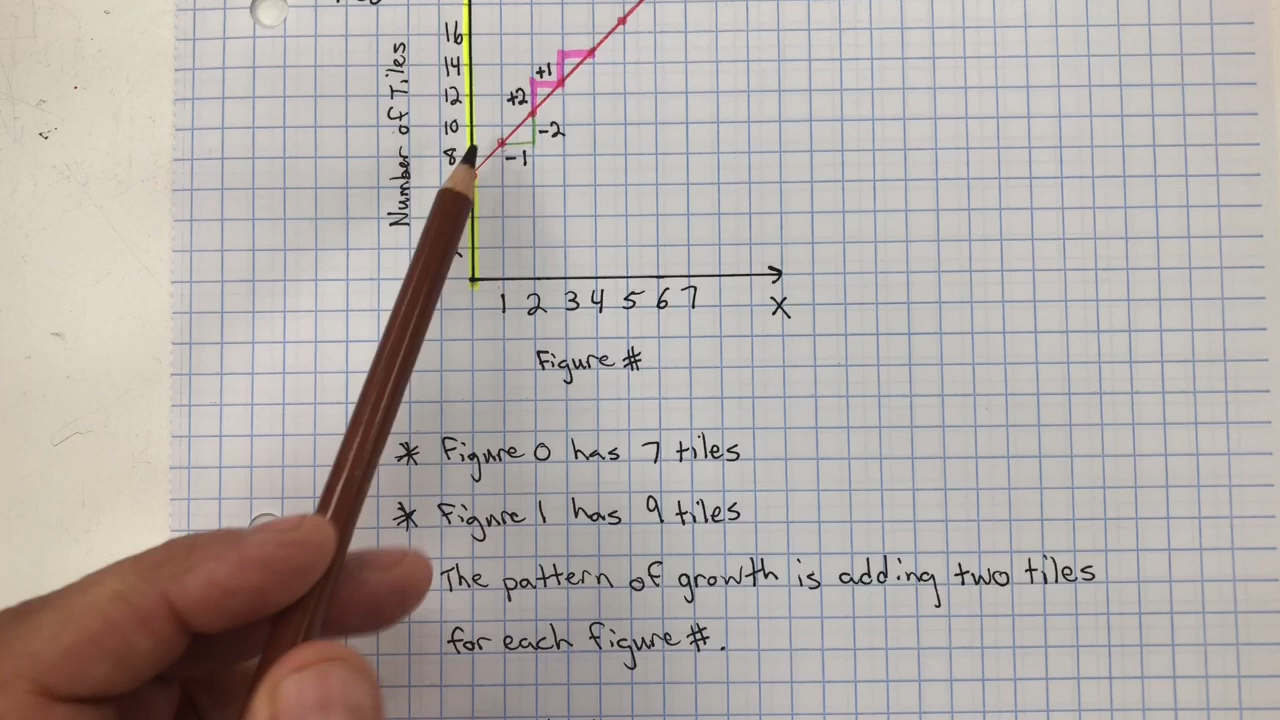 16
14
12
10
8
Number of Tiles
+1
+2
-2
-1
1 2 3 4 5 6 7
X
Figure #
* Figure 0 has 7 tiles
* Figure 1 has 9 tiles
The pattern of growth is adding two tiles
for each figure #.